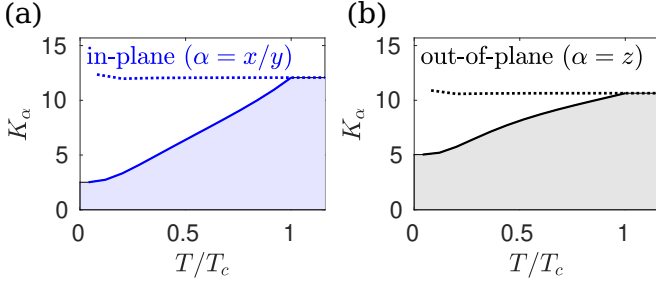 (a)
in-plane (α = x/y)
15
10
5
0
K_α
0
0.5
1
T/T_c
(b)
out-of-plane (α = z)
15
10
5
0
K_α
0
0.5
1
T/T_c